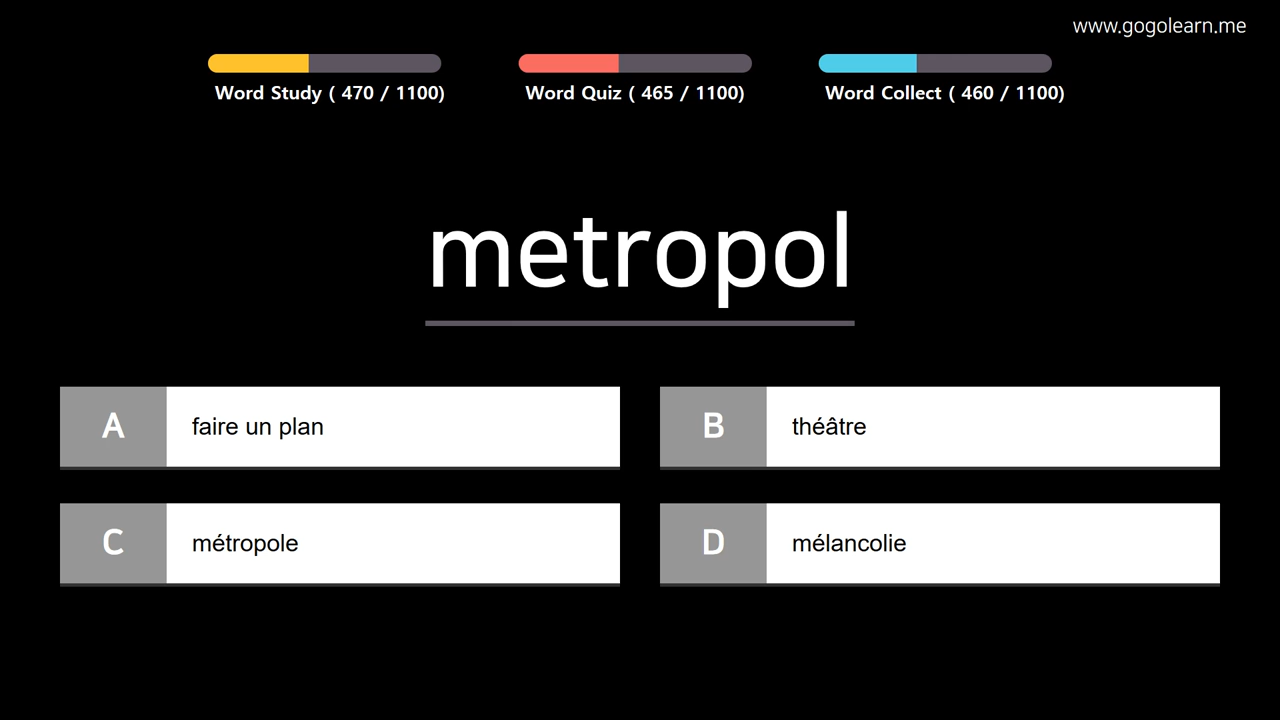 www.gogolearn.me
Word Study ( 470 / 1100)
Word Quiz ( 465 / 1100)
Word Collect ( 460 / 1100)
metropol
A faire un plan
B théâtre
C métropole
D mélancolie